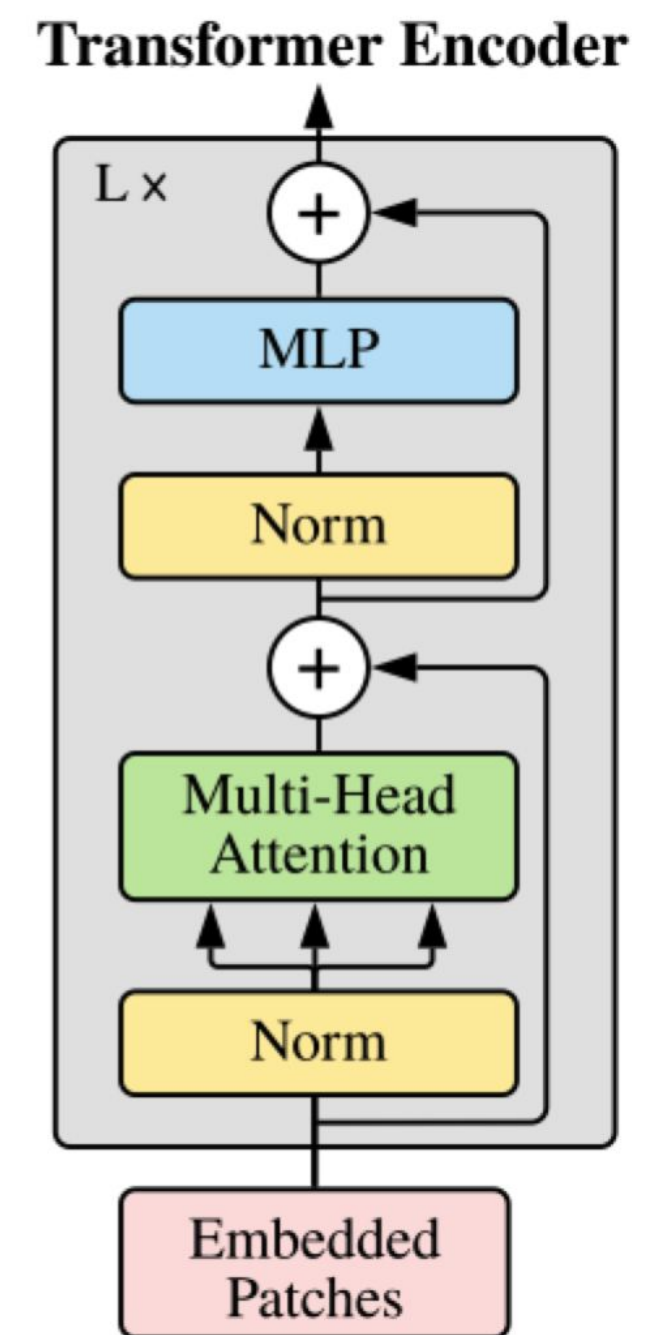 Transformer Encoder
L ×
+
MLP
Norm
+
Multi-Head
Attention
Norm
Embedded
Patches